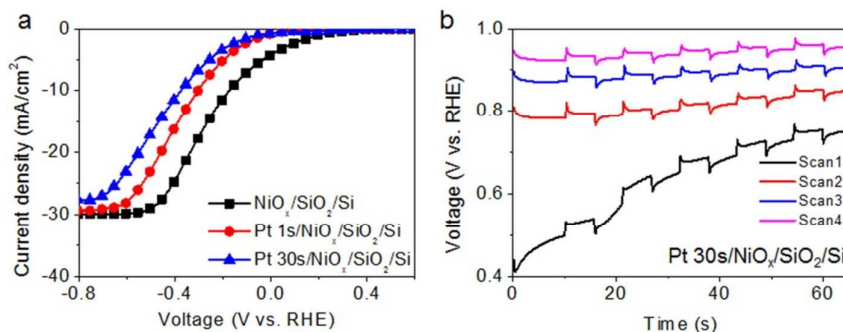 a
Current density (mA/cm²)
0
-10
-20
-30
-40
NiOₓ/SiO₂/Si
Pt 1s/NiOₓ/SiO₂/Si
Pt 30s/NiOₓ/SiO₂/Si
-0.8
-0.4
0.0
0.4
Voltage (V vs. RHE)
b
Voltage (V vs. RHE)
1.0
0.8
0.6
0.4
Scan1
Scan2
Scan3
Scan4
Pt 30s/NiOₓ/SiO₂/Si
0
20
40
60
Time (s)